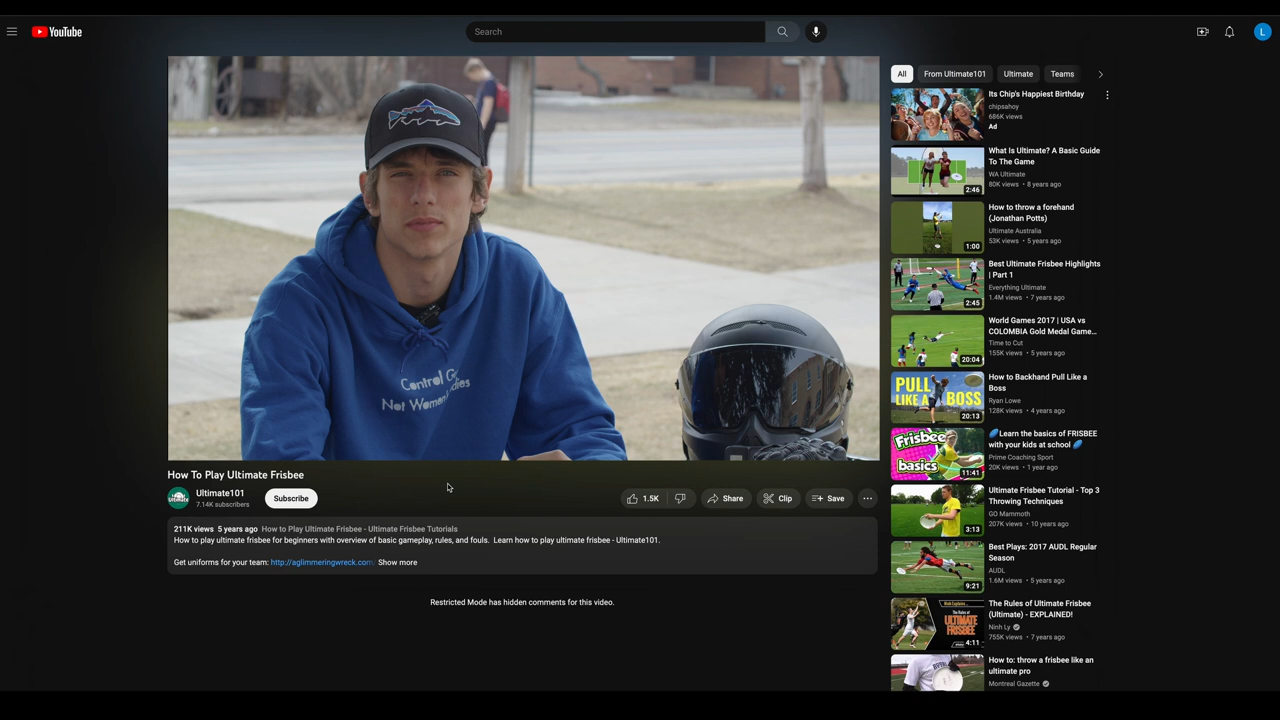 YouTube
Search
L
Control G
Not Women
dies
How To Play Ultimate Frisbee
Ultimate101
7.14K subscribers
Subscribe
1.5K
Share
Clip
Save
211K views 5 years ago How to Play Ultimate Frisbee - Ultimate Frisbee Tutorials
How to play ultimate frisbee for beginners with overview of basic gameplay, rules, and fouls. Learn how to play ultimate frisbee - Ultimate101.
Get uniforms for your team: http://aglimmeringwreck.com/ Show more
Restricted Mode has hidden comments for this video.
All
From Ultimate101
Ultimate
Teams
Its Chip's Happiest Birthday
chipsahoy
686K views
Ad
2:46
What Is Ultimate? A Basic Guide
To The Game
WA Ultimate
80K views • 8 years ago
1:00
How to throw a forehand
(Jonathan Potts)
Ultimate Australia
53K views • 5 years ago
2:45
Best Ultimate Frisbee Highlights
| Part 1
Everything Ultimate
1.4M views • 7 years ago
20:04
World Games 2017 | USA vs
COLOMBIA Gold Medal Game...
Time to Cut
155K views • 5 years ago
PULL
LIKE A BOSS
20:13
How to Backhand Pull Like a
Boss
Ryan Lowe
128K views • 4 years ago
Frisbee
basics
11:41
Learn the basics of FRISBEE
with your kids at school
Prime Coaching Sport
20K views • 1 year ago
3:13
Ultimate Frisbee Tutorial - Top 3
Throwing Techniques
GO Mammoth
207K views • 10 years ago
9:21
Best Plays: 2017 AUDL Regular
Season
AUDL
1.6M views • 5 years ago
The Rules of
ULTIMATE
FRISBEE
4:11
The Rules of Ultimate Frisbee
(Ultimate) - EXPLAINED!
Ninh Ly
755K views • 7 years ago
How to: throw a frisbee like an
ultimate pro
Montreal Gazette